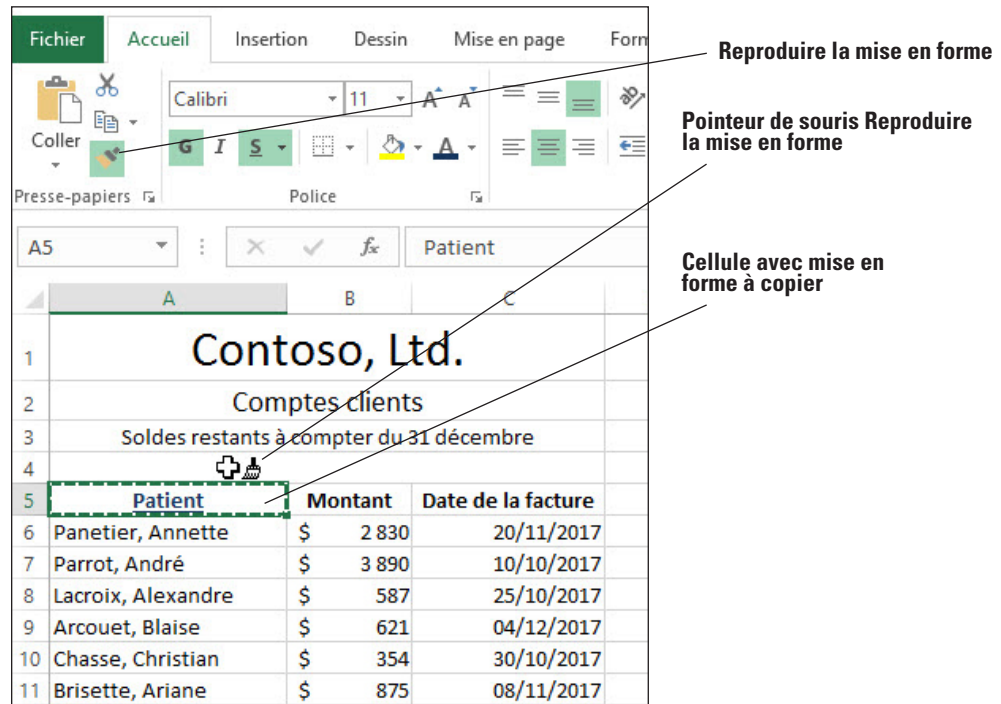 Fichier Accueil Insertion Dessin Mise en page Form
Reproduire la mise en forme
Calibri 11 A A
Coller
G I S A
Presse-papiers Police
Pointeur de souris Reproduire
la mise en forme
A5 fx Patient
Cellule avec mise en
forme à copier
A B C
1 Contoso, Ltd.
2 Comptes clients
3 Soldes restants à compter du 31 décembre
4
5 Patient Montant Date de la facture
6 Panetier, Annette $ 2 830 20/11/2017
7 Parrot, André $ 3 890 10/10/2017
8 Lacroix, Alexandre $ 587 25/10/2017
9 Arcouet, Blaise $ 621 04/12/2017
10 Chasse, Christian $ 354 30/10/2017
11 Brisette, Ariane $ 875 08/11/2017